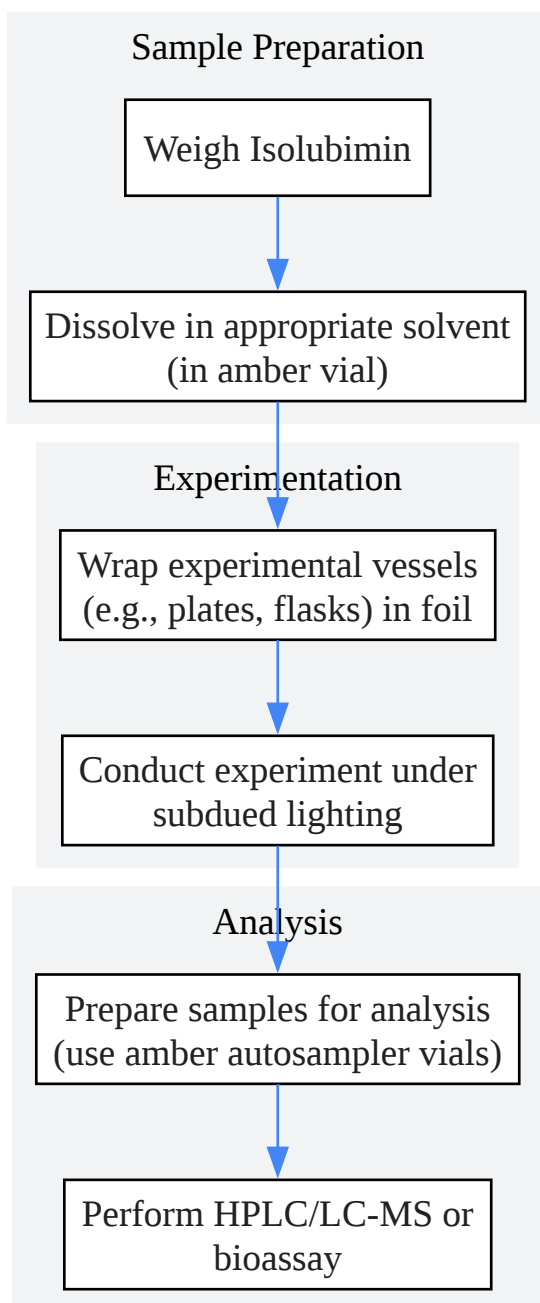 Sample Preparation
Weigh Isolubimin
Dissolve in appropriate solvent
(in amber vial)
Experimentation
Wrap experimental vessels
(e.g., plates, flasks) in foil
Conduct experiment under
subdued lighting
Analysis
Prepare samples for analysis
(use amber autosampler vials)
Perform HPLC/LC-MS or
bioassay